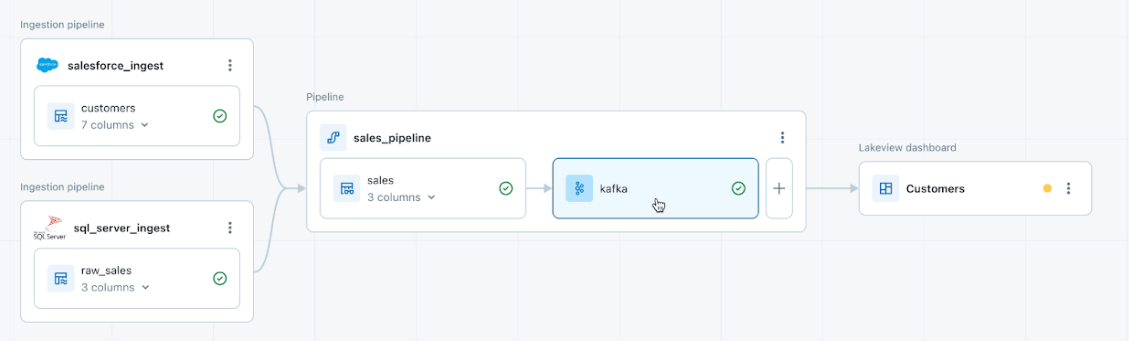 Ingestion pipeline
salesforce_ingest
customers
7 columns
Ingestion pipeline
SQL Server
sql_server_ingest
raw_sales
3 columns
Pipeline
sales_pipeline
sales
3 columns
kafka
Lakeview dashboard
Customers